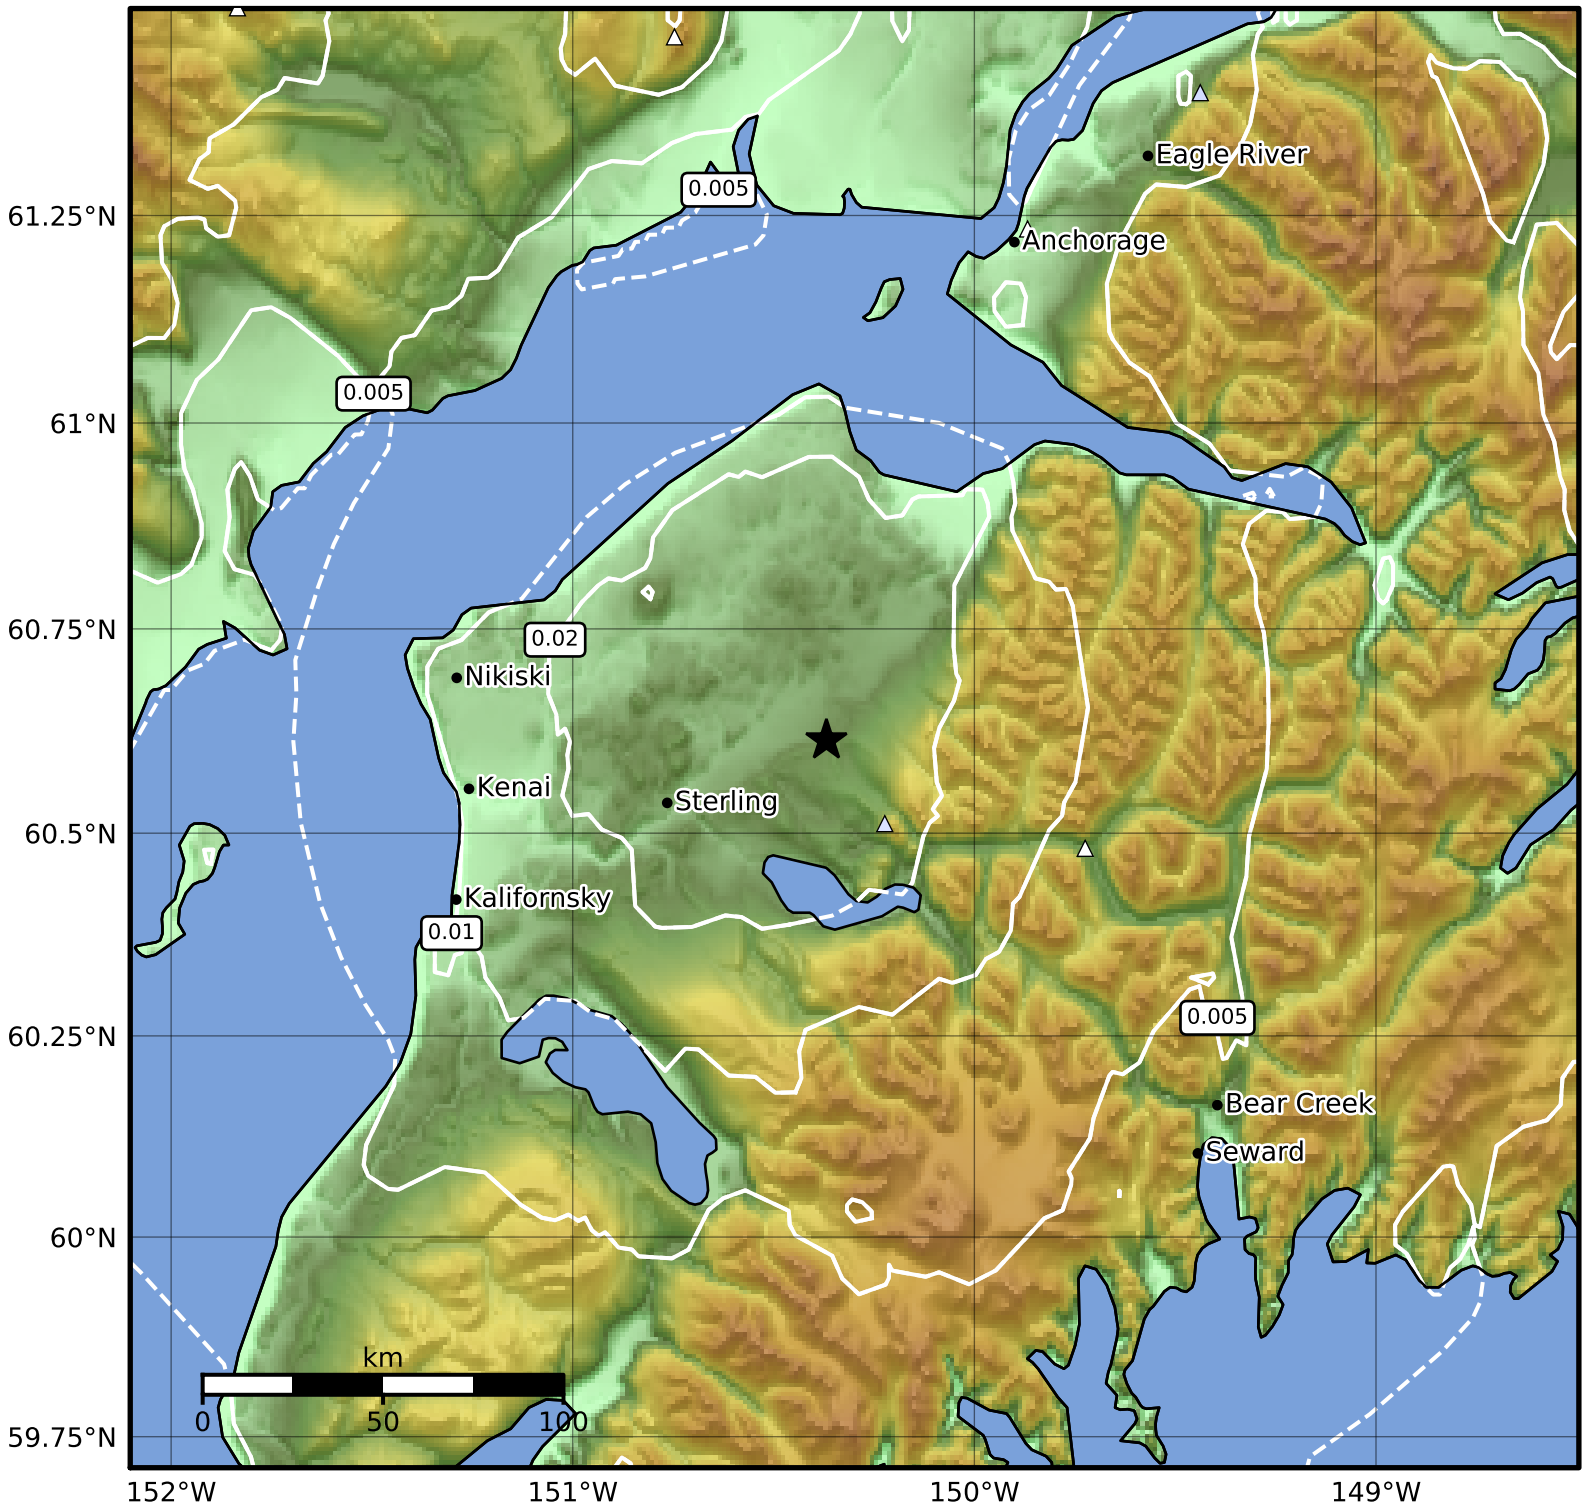 0.005
Eagle River
61.25°N
Anchorage
0.005
61°N
0.02
60.75°N
Nikiski
Kenai
Sterling
60.5°N
Kalifornsky
0.01
0.005
60.25°N
Bear Creek
Seward
60°N
km
0 50 100
59.75°N
152°W 151°W 150°W 149°W